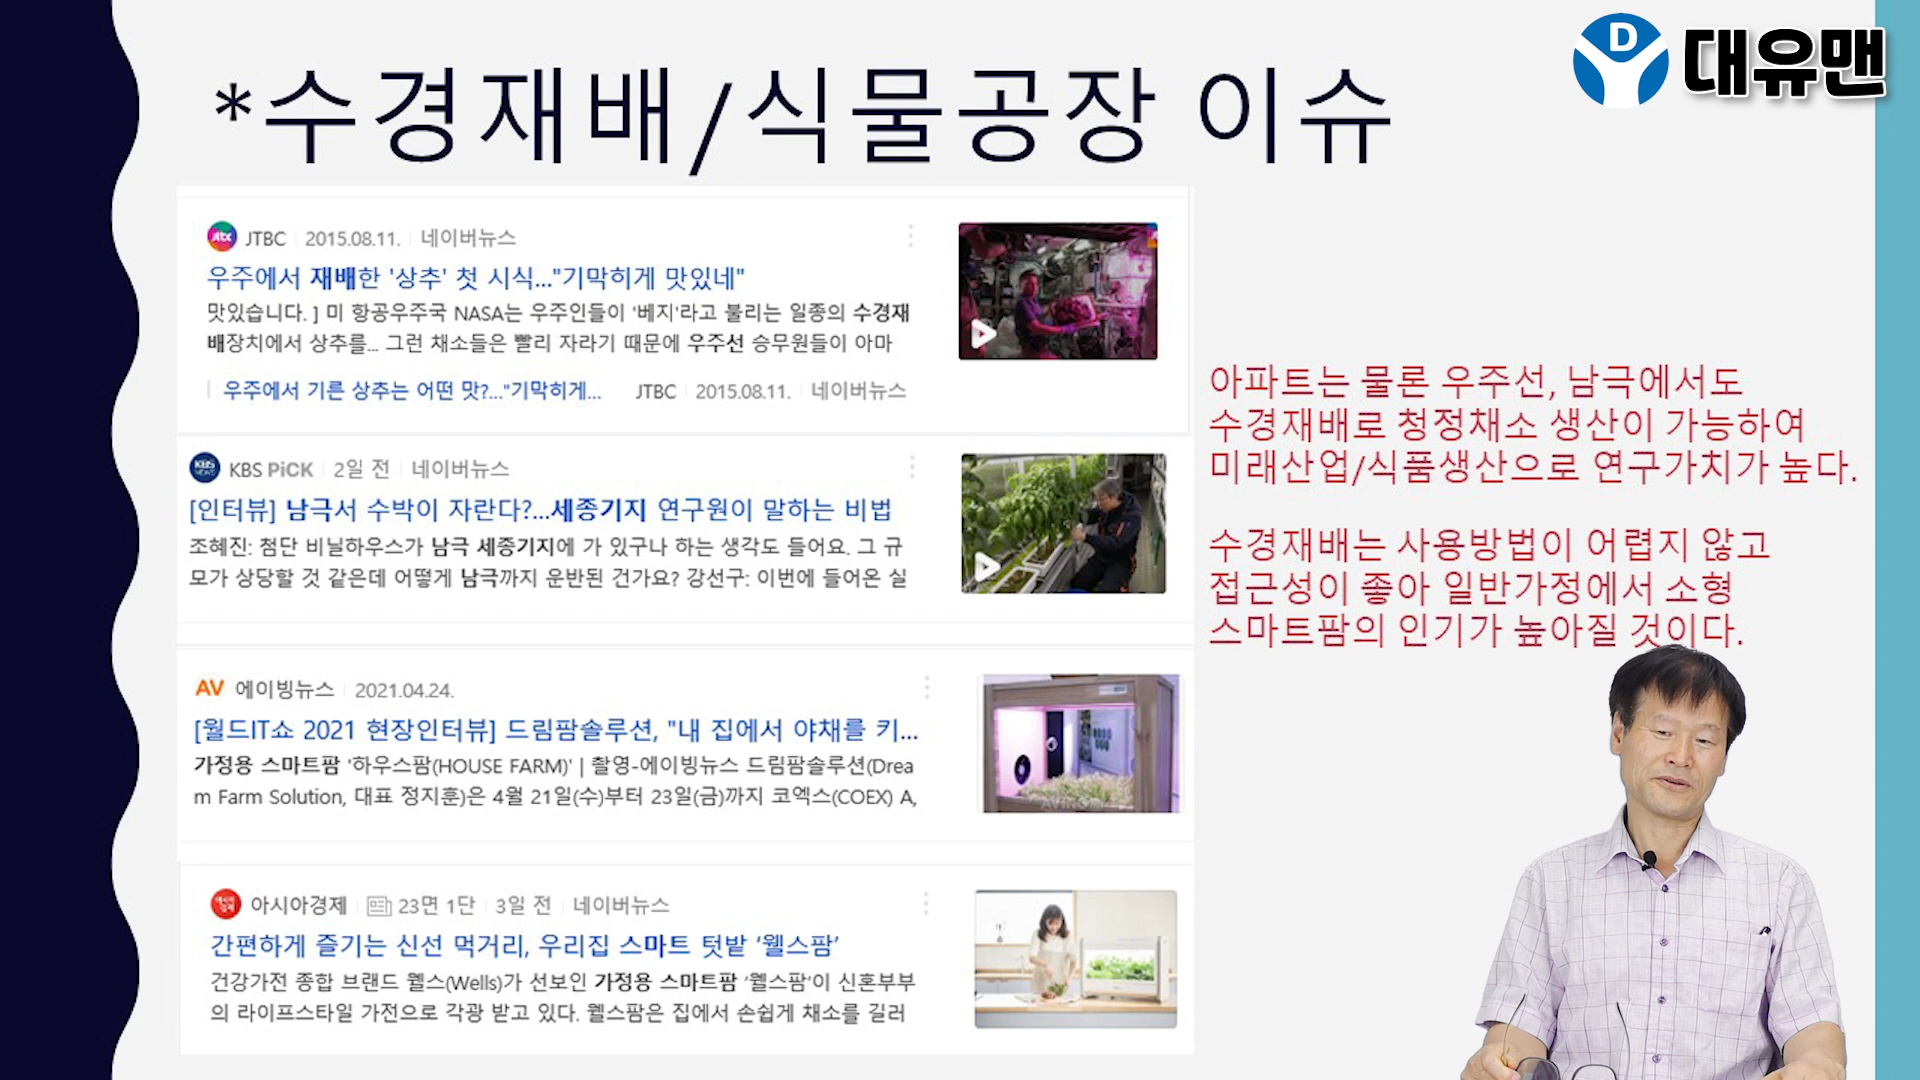 D 대유맨
*수경재배/식물공장 이슈
jtbc JTBC 2015.08.11. 네이버뉴스
우주에서 재배한 '상추' 첫 시식..."기막히게 맛있네"
맛있습니다. ] 미 항공우주국 NASA는 우주인들이 '베지'라고 불리는 일종의 수경재
배장치에서 상추를... 그런 채소들은 빨리 자라기 때문에 우주선 승무원들이 아마
우주에서 기른 상추는 어떤 맛?..."기막히게... JTBC 2015.08.11. 네이버뉴스
KBS NEWS KBS PiCK 2일 전 네이버뉴스
[인터뷰] 남극서 수박이 자란다?...세종기지 연구원이 말하는 비법
조혜진: 첨단 비닐하우스가 남극 세종기지에 가 있구나 하는 생각도 들어요. 그 규
모가 상당할 것 같은데 어떻게 남극까지 운반된 건가요? 강선구: 이번에 들어온 실
AV 에이빙뉴스 2021.04.24.
[월드IT쇼 2021 현장인터뷰] 드림팜솔루션, "내 집에서 야채를 키...
가정용 스마트팜 '하우스팜(HOUSE FARM)' | 촬영-에이빙뉴스 드림팜솔루션(Drea
m Farm Solution, 대표 정지훈)은 4월 21일(수)부터 23일(금)까지 코엑스(COEX) A,
아시아경제 23면 1단 3일 전 네이버뉴스
간편하게 즐기는 신선 먹거리, 우리집 스마트 텃밭 '웰스팜'
건강가전 종합 브랜드 웰스(Wells)가 선보인 가정용 스마트팜 '웰스팜'이 신혼부부
의 라이프스타일 가전으로 각광 받고 있다. 웰스팜은 집에서 손쉽게 채소를 길러
아파트는 물론 우주선, 남극에서도
수경재배로 청정채소 생산이 가능하여
미래산업/식품생산으로 연구가치가 높다.
수경재배는 사용방법이 어렵지 않고
접근성이 좋아 일반가정에서 소형
스마트팜의 인기가 높아질 것이다.